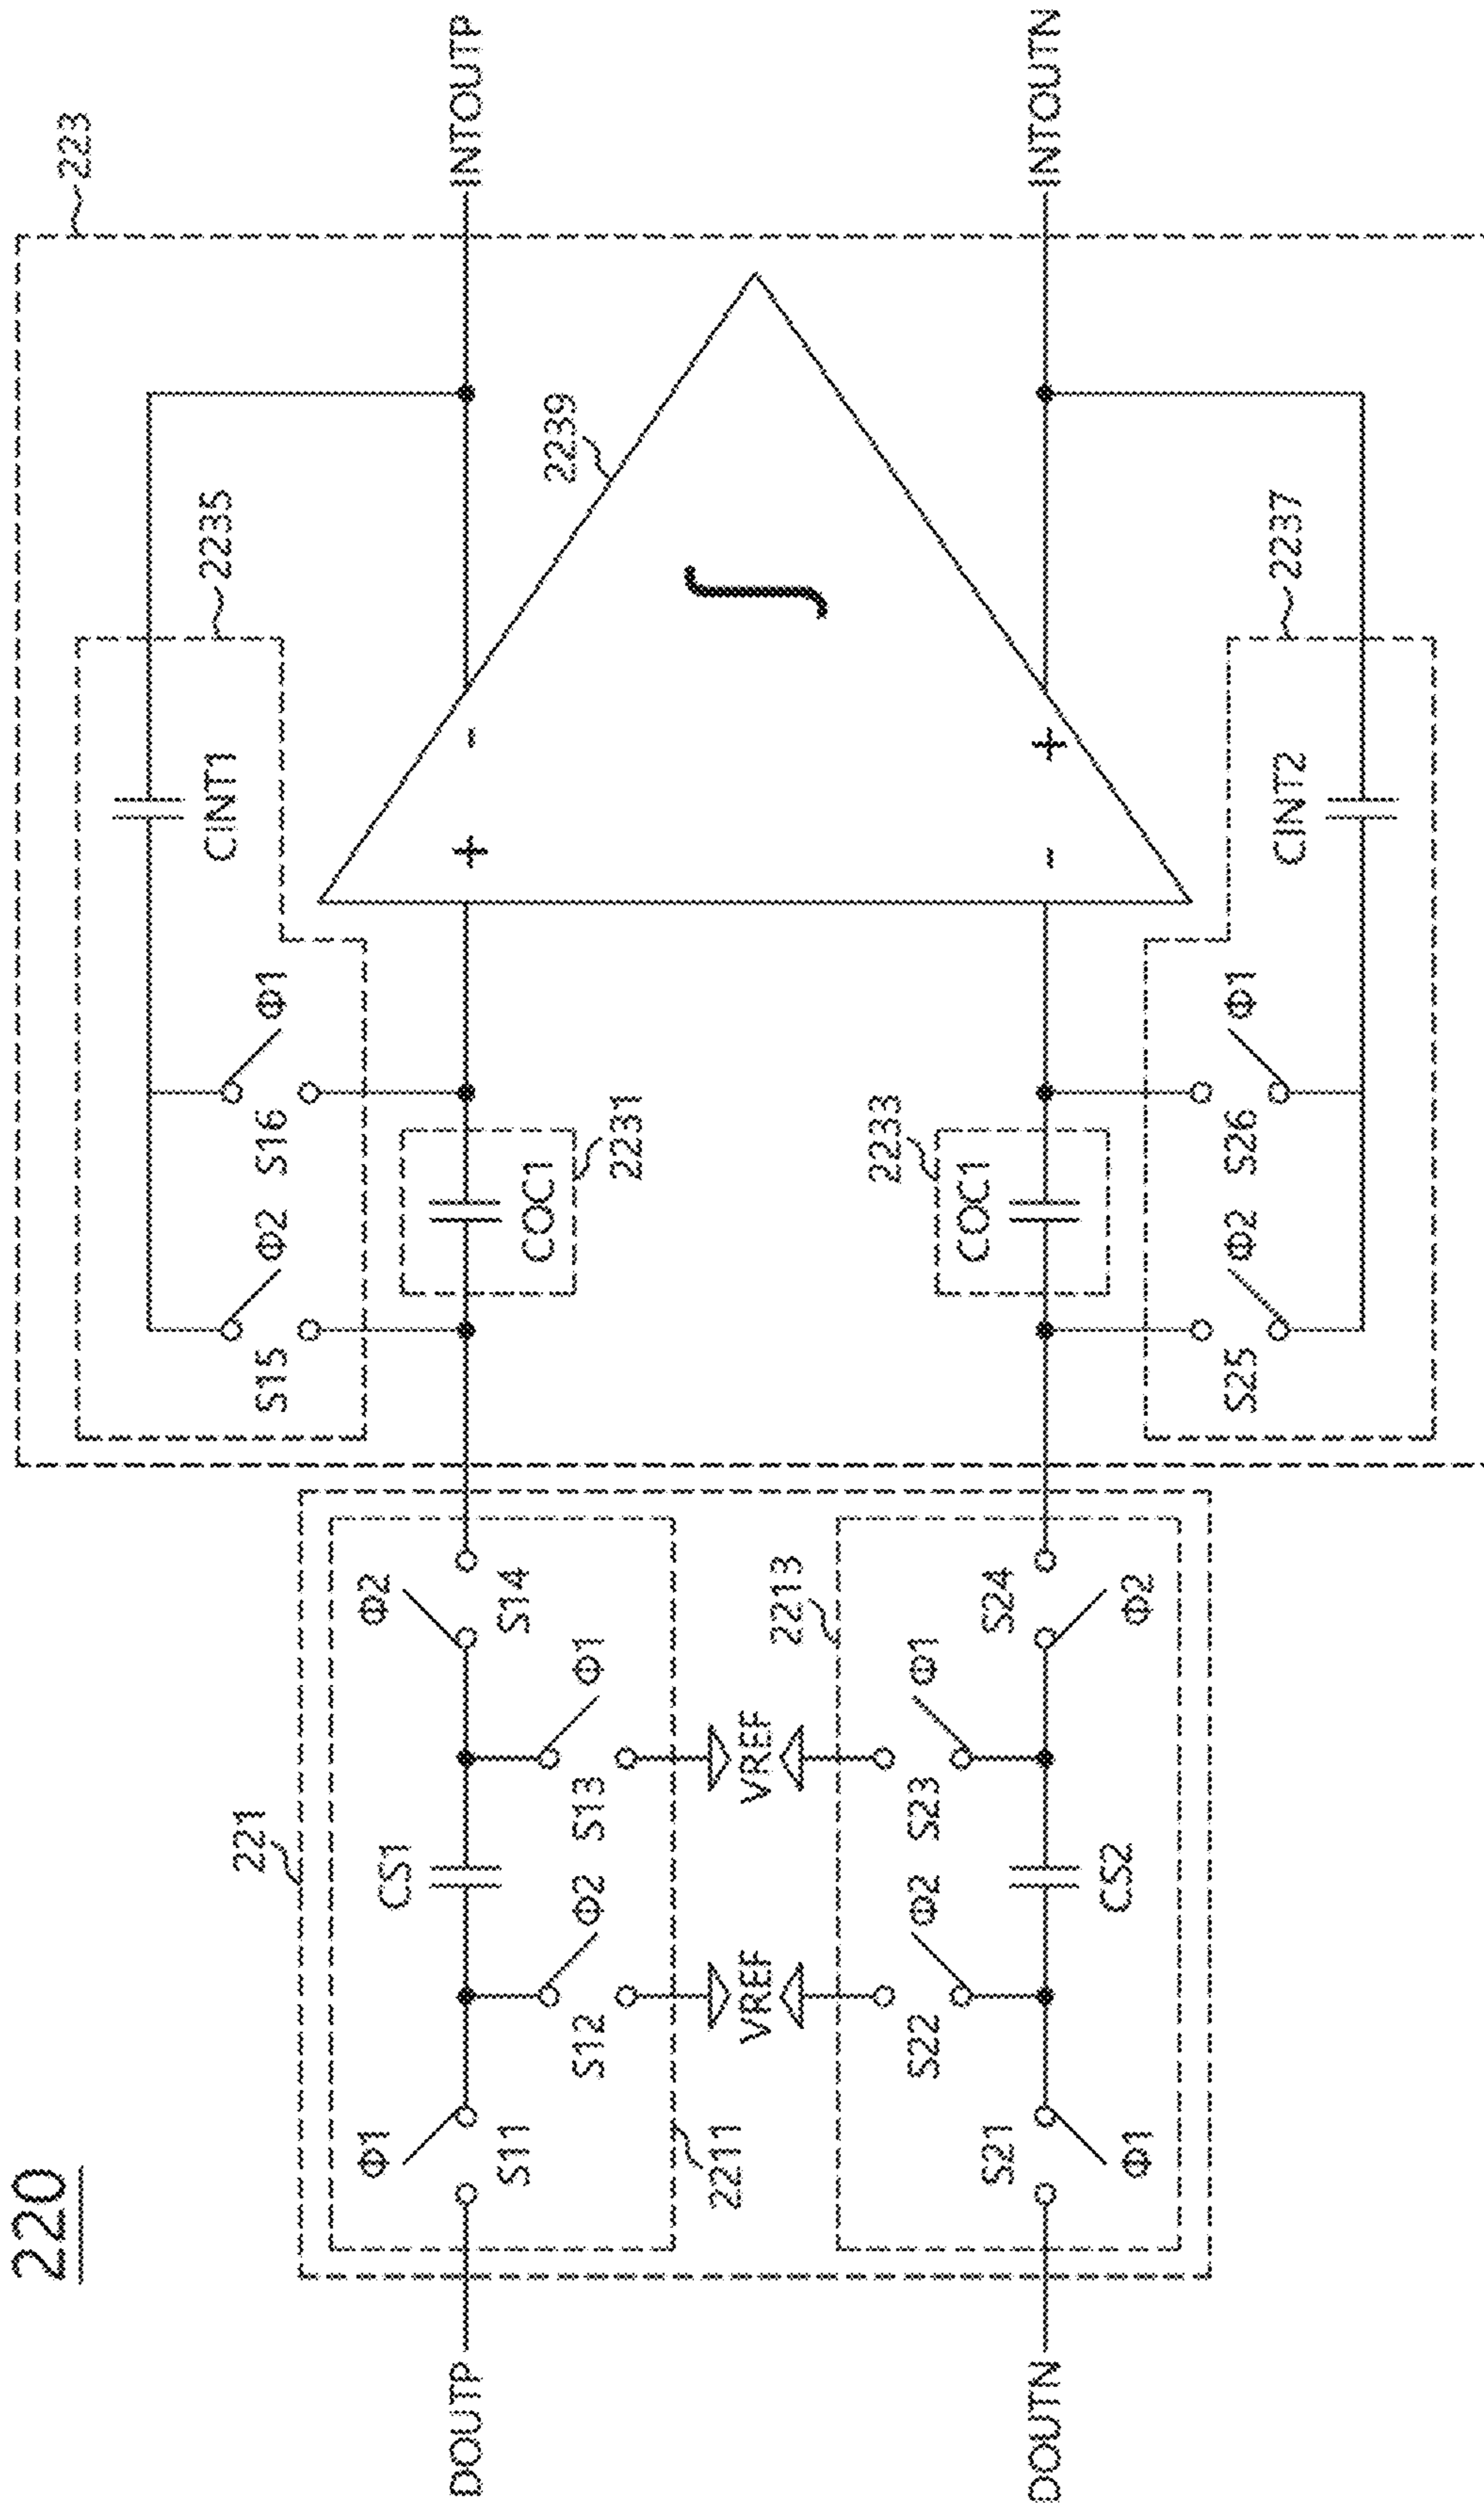 220
223
2235
CINT1
S15
Φ2
S16
Φ1
221
Φ1
CS1
Φ2
2239
DOUTP
S11
S14
COC1
+
-
INTOUTP
S12
Φ2
S13
Φ1
2231
2211
VREF
VREF
2213
∫
S22
Φ2
S23
Φ1
2233
DOUTN
S21
S24
COC1
-
+
INTOUTN
Φ1
CS2
Φ2
S25
Φ2
S26
Φ1
CINT2
2237